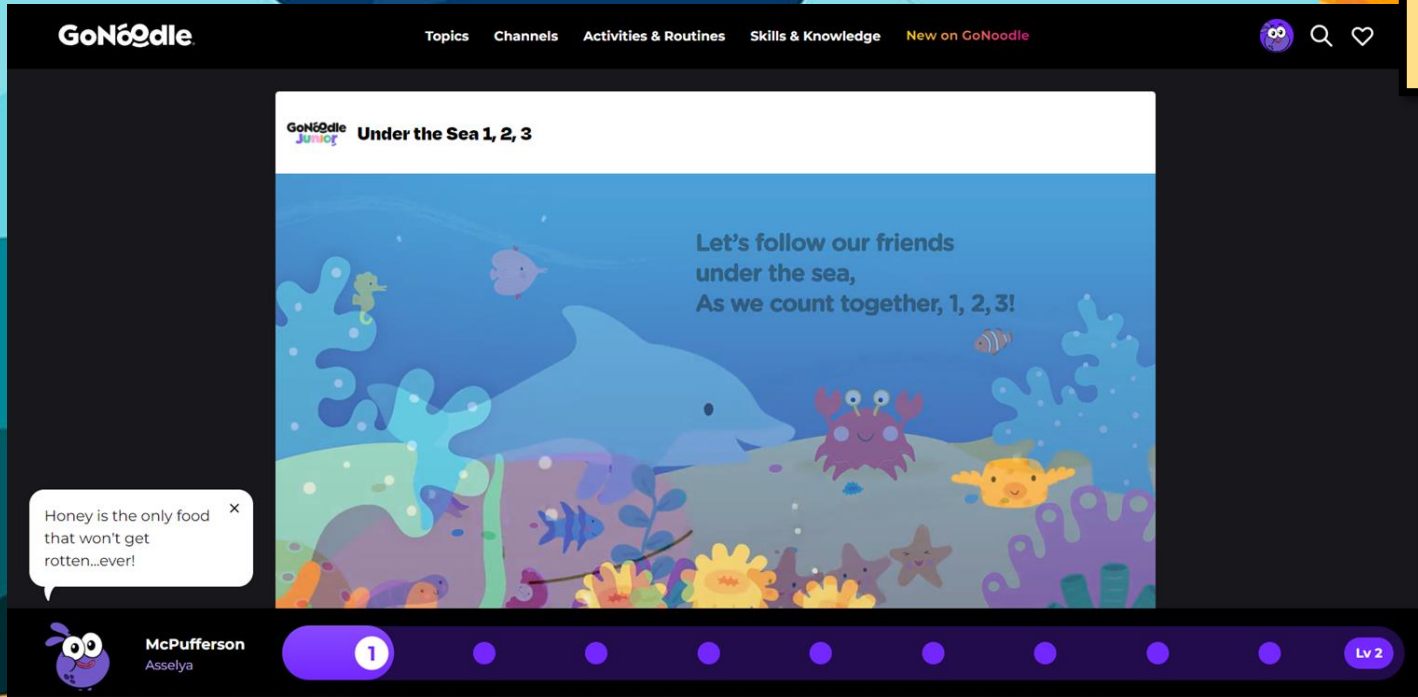 GoNoodle
Topics Channels Activities & Routines Skills & Knowledge New on GoNoodle
GoNoodle
Junior
Under the Sea 1, 2, 3
Let's follow our friends
under the sea,
As we count together, 1, 2, 3!
Honey is the only food
that won't get
rotten...ever!
McPufferson
Asselya
1
Lv 2